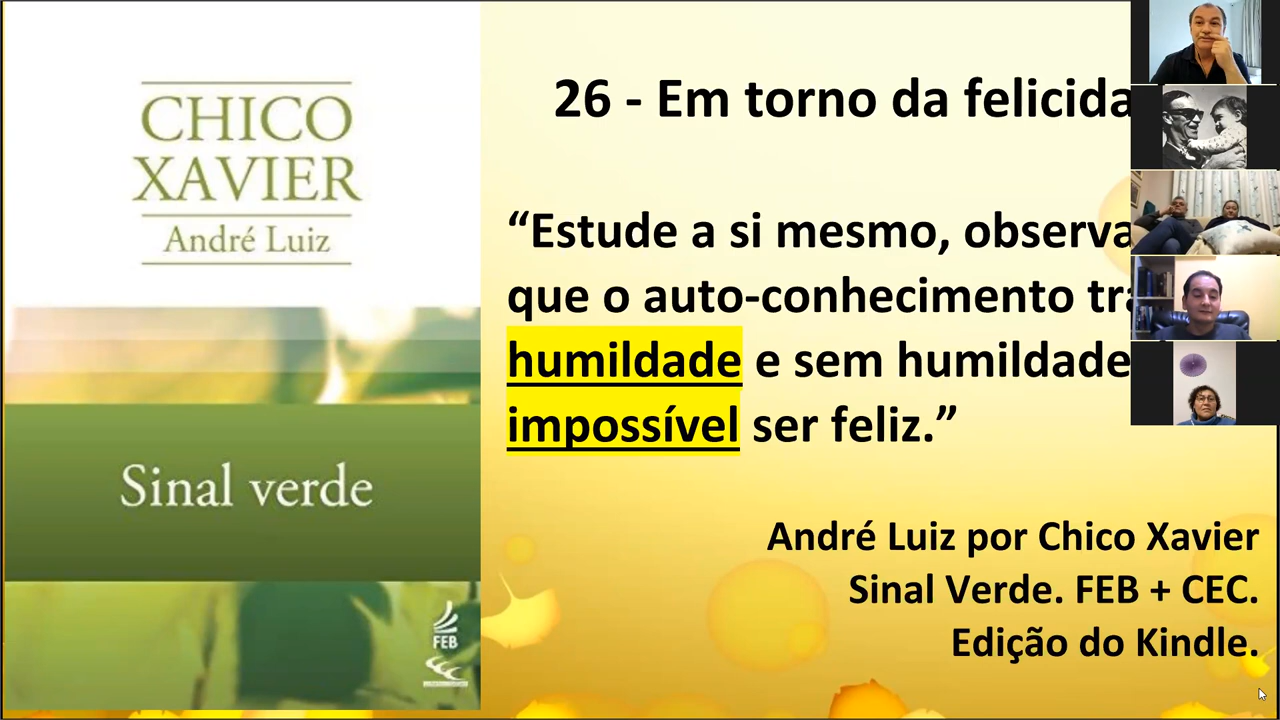 CHICO
XAVIER
André Luiz
Sinal verde
FEB
26 - Em torno da felicida
“Estude a si mesmo, observa
que o auto-conhecimento tra
humildade e sem humildade
impossível ser feliz.”
André Luiz por Chico Xavier
Sinal Verde. FEB + CEC.
Edição do Kindle.